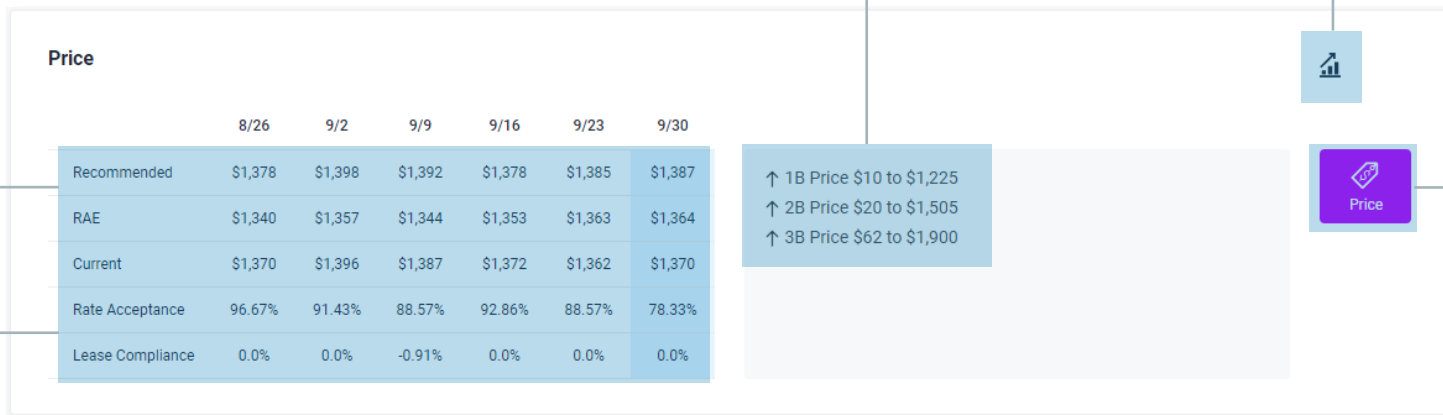 Price
8/26 9/2 9/9 9/16 9/23 9/30
Recommended $1,378 $1,398 $1,392 $1,378 $1,385 $1,387
RAE $1,340 $1,357 $1,344 $1,353 $1,363 $1,364
Current $1,370 $1,396 $1,387 $1,372 $1,362 $1,370
Rate Acceptance 96.67% 91.43% 88.57% 92.86% 88.57% 78.33%
Lease Compliance 0.0% 0.0% -0.91% 0.0% 0.0% 0.0%
↑ 1B Price $10 to $1,225
↑ 2B Price $20 to $1,505
↑ 3B Price $62 to $1,900
Price